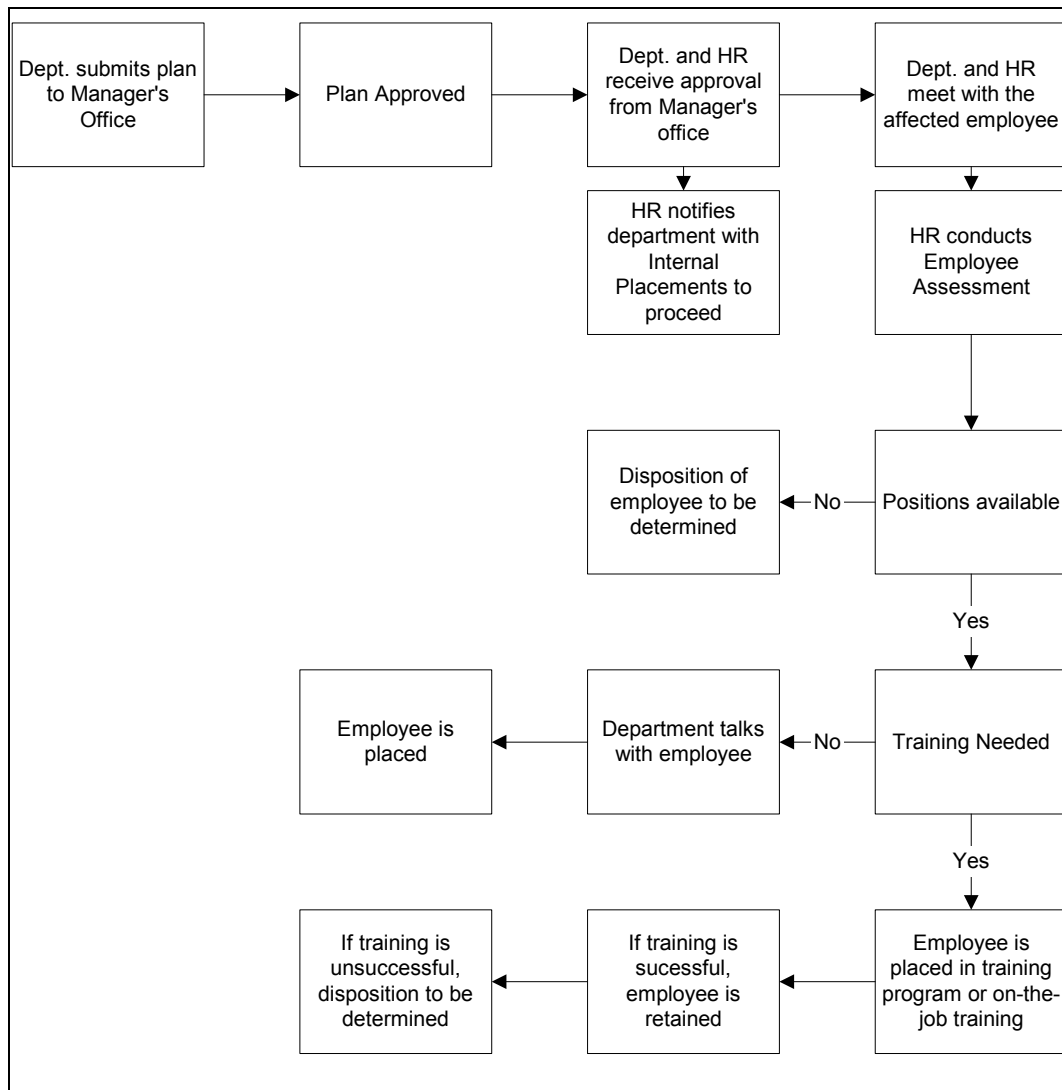 Dept. submits plan
to Manager's
Office
Plan Approved
Dept. and HR
receive approval
from Manager's
office
Dept. and HR
meet with the
affected employee
HR notifies
department with
Internal
Placements to
proceed
HR conducts
Employee
Assessment
Disposition of
employee to be
determined
No
Positions available
Yes
Employee is
placed
Department talks
with employee
No
Training Needed
Yes
If training is
unsuccessful,
disposition to be
determined
If training is
sucessful,
employee is
retained
Employee is
placed in training
program or on-the-
job training